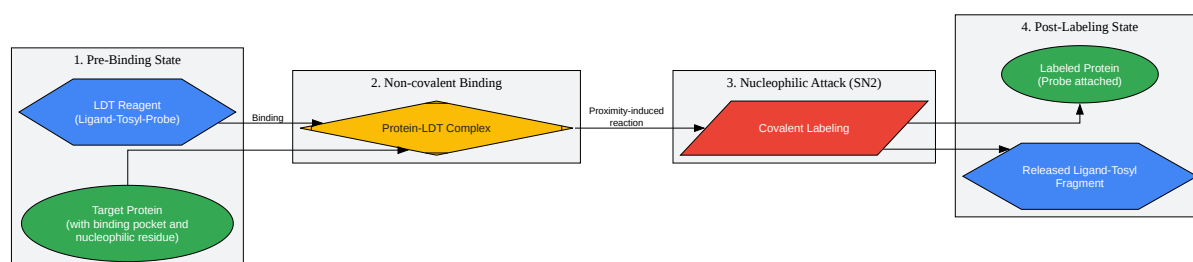 1. Pre-Binding State
LDT Reagent
(Ligand-Tosyl-Probe)
Target Protein
(with binding pocket and
nucleophilic residue)
Binding
2. Non-covalent Binding
Protein-LDT Complex
Proximity-induced
reaction
3. Nucleophilic Attack (SN2)
Covalent Labeling
4. Post-Labeling State
Labeled Protein
(Probe attached)
Released Ligand-Tosyl
Fragment